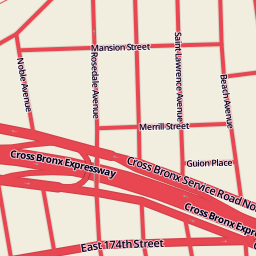 Mansion Street
Noble Avenue
Rosedale Avenue
Saint Lawrence Avenue
Beach Avenue
Merrill Street
Cross Bronx Expressway
Cross Bronx Service Road No
Guion Place
Cross Bronx Expre
East 174th Street